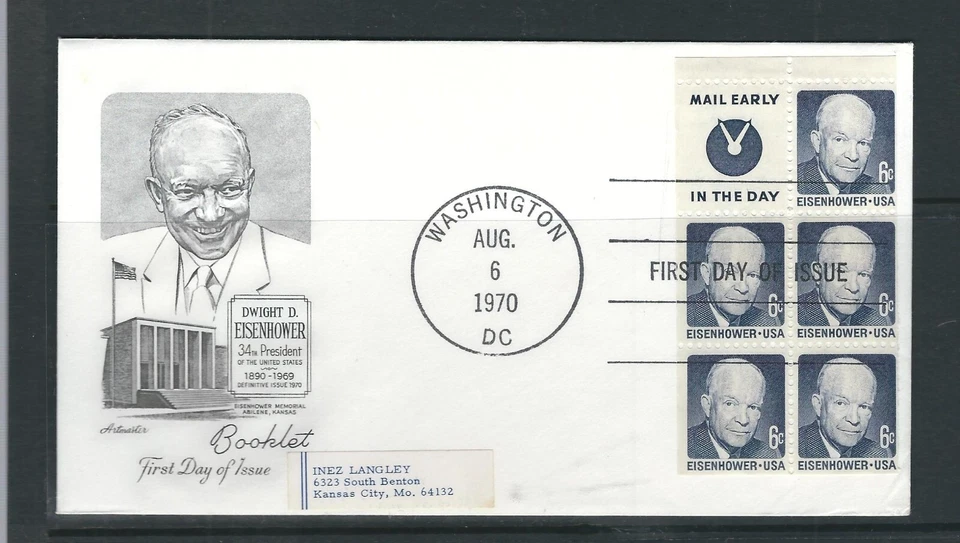 DWIGHT D.
EISENHOWER
34TH President
OF THE UNITED STATES
1890-1969
DEFINITIVE ISSUE 1970
EISENHOWER MEMORIAL
ABILENE, KANSAS
Artmaster
Booklet
First Day of Issue
INEZ LANGLEY
6323 South Benton
Kansas City, Mo. 64132
WASHINGTON
AUG.
6
1970
DC
MAIL EARLY
IN THE DAY
6c
EISENHOWER·USA
FIRST DAY OF ISSUE
6c
EISENHOWER·USA
6c
EISENHOWER·USA
6c
EISENHOWER·USA
6c
EISENHOWER·USA